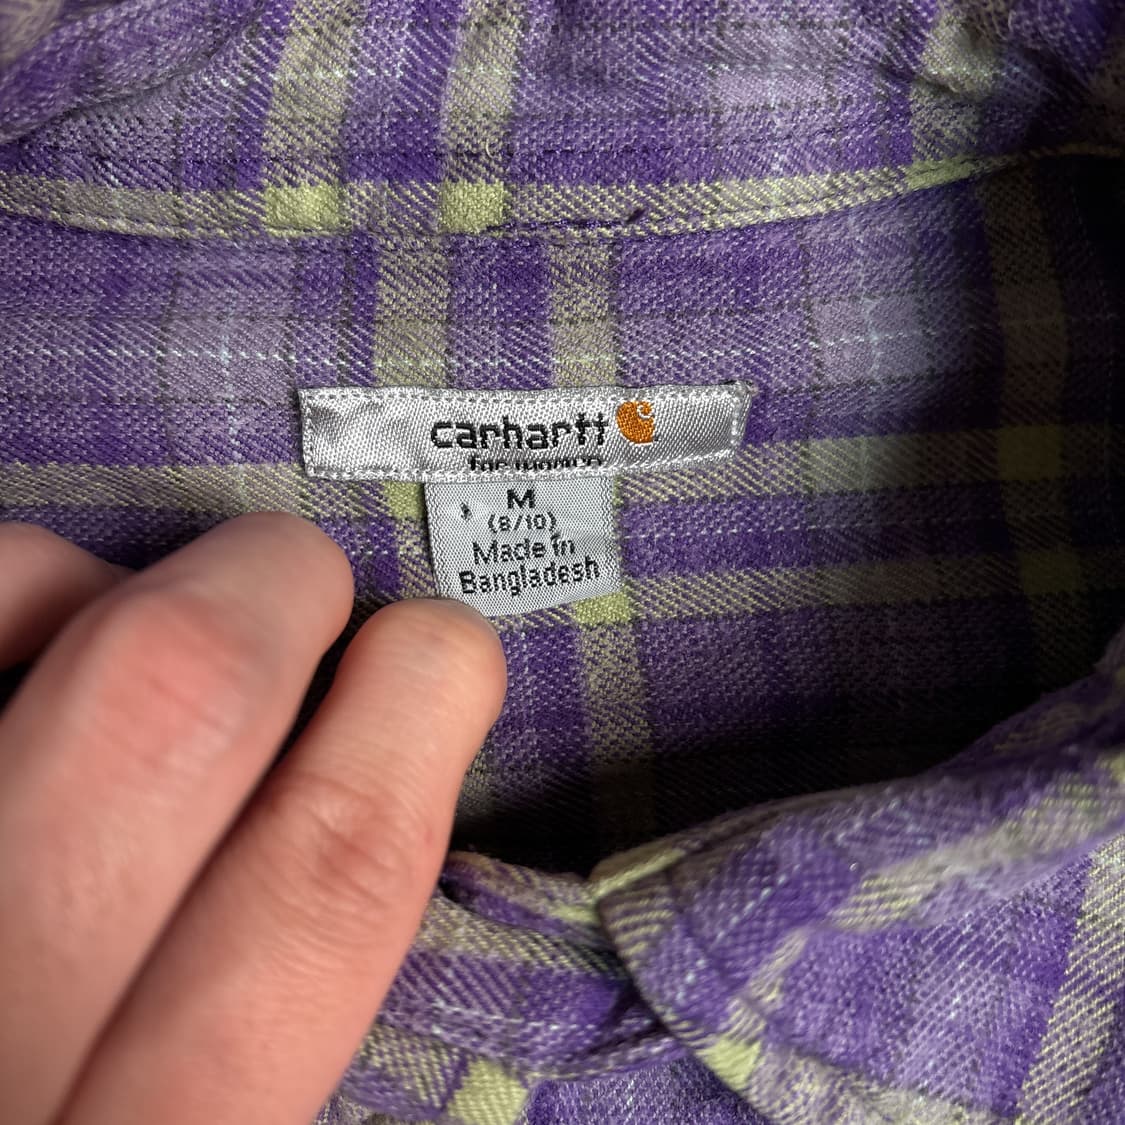 carhartt
for women
M
(8/10)
Made in
Bangladesh